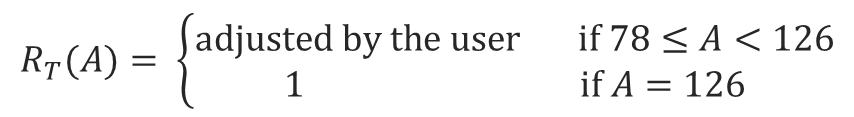 R_T(A) = { adjusted by the user if 78 ≤ A < 126
1 if A = 126